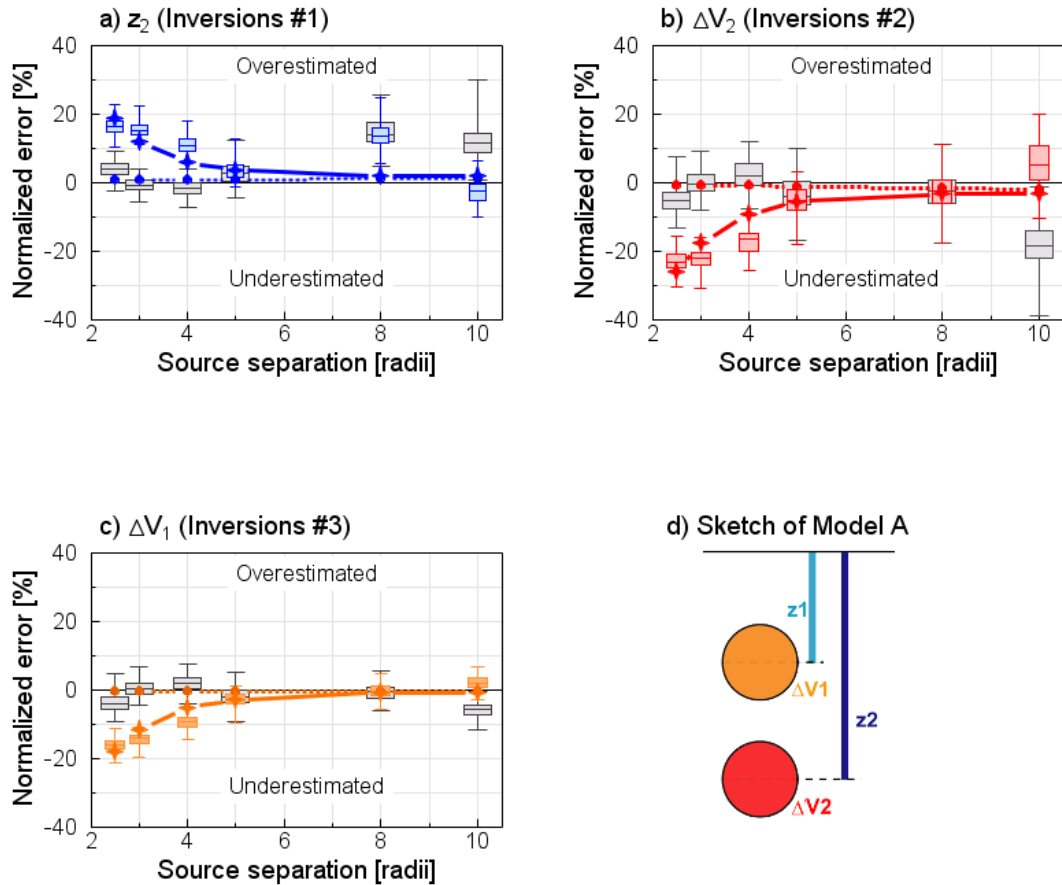 a) z₂ (Inversions #1)
40
20
0
-20
-40
Normalized error [%]
Overestimated
Underestimated
2 4 6 8 10
Source separation [radii]
b) ΔV₂ (Inversions #2)
40
20
0
-20
-40
Normalized error [%]
Overestimated
Underestimated
2 4 6 8 10
Source separation [radii]
c) ΔV₁ (Inversions #3)
40
20
0
-20
-40
Normalized error [%]
Overestimated
Underestimated
2 4 6 8 10
Source separation [radii]
d) Sketch of Model A
z1
ΔV1
z2
ΔV2